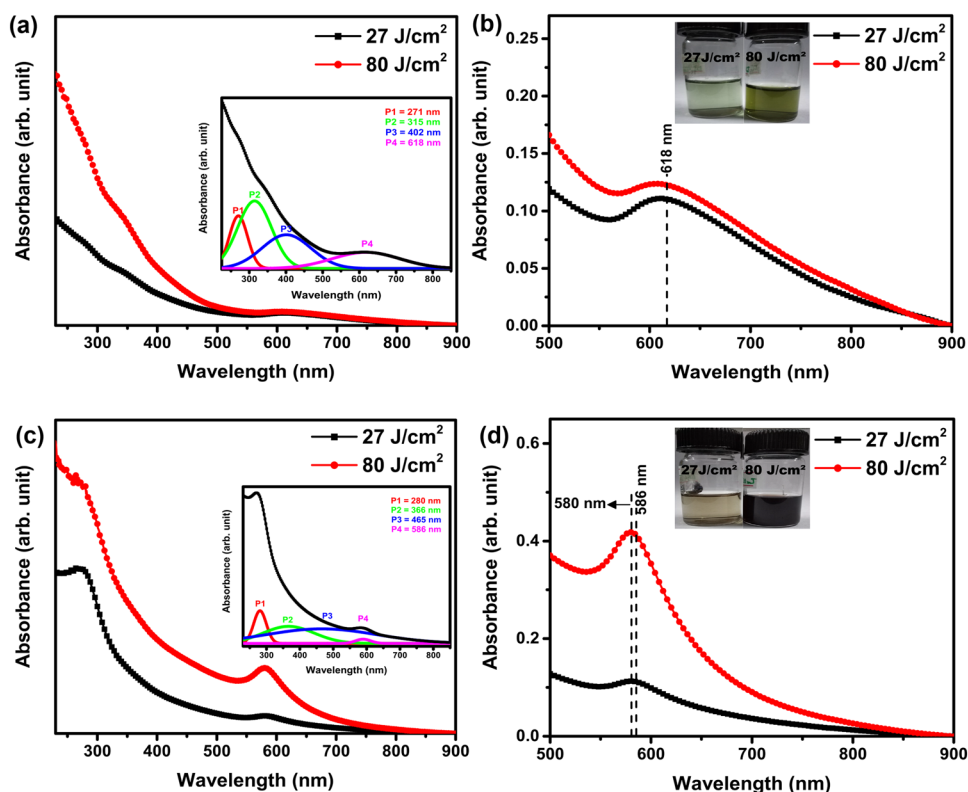 (a)
27 J/cm²
80 J/cm²
Absorbance (arb. unit)
Absorbance (arb. unit)
P1 = 271 nm
P2 = 315 nm
P3 = 402 nm
P4 = 618 nm
P1
P2
P3
P4
300 400 500 600 700 800
Wavelength (nm)
300 400 500 600 700 800 900
Wavelength (nm)
(b)
27 J/cm²
80 J/cm²
27J/cm²
80 J/cm²
618 nm
Absorbance (arb. unit)
0.25
0.20
0.15
0.10
0.05
0.00
500 600 700 800 900
Wavelength (nm)
(c)
27 J/cm²
80 J/cm²
Absorbance (arb. unit)
Absorbance (arb. unit)
P1 = 280 nm
P2 = 366 nm
P3 = 465 nm
P4 = 586 nm
P1
P2
P3
P4
300 400 500 600 700 800
Wavelength (nm)
300 400 500 600 700 800 900
Wavelength (nm)
(d)
27 J/cm²
80 J/cm²
27J/cm²
80 J/cm²
580 nm
586 nm
Absorbance (arb. unit)
0.6
0.4
0.2
0.0
500 600 700 800 900
Wavelength (nm)